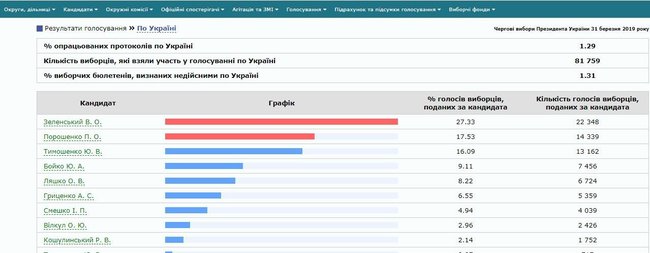 Округи, дільниці Кандидати Окружні комісії Офіційні спостерігачі Агітація та ЗМІ Голосування Підрахунок та підсумки голосування Виборчі фонди
Результати голосування » По Україні
Чергові вибори Президента України 31 березня 2019 року
% опрацьованих протоколів по Україні 1.29
Кількість виборців, які взяли участь у голосуванні по Україні 81 759
% виборчих бюлетенів, визнаних недійсними по Україні 1.31
Кандидат Графік % голосів виборців, поданих за кандидата Кількість голосів виборців, поданих за кандидата
Зеленський В. О. 27.33 22 348
Порошенко П. О. 17.53 14 339
Тимошенко Ю. В. 16.09 13 162
Бойко Ю. А. 9.11 7 456
Ляшко О. В. 8.22 6 724
Гриценко А. С. 6.55 5 359
Смешко І. П. 4.94 4 039
Вілкул О. Ю. 2.96 2 426
Кошулинський Р. В. 2.14 1 752